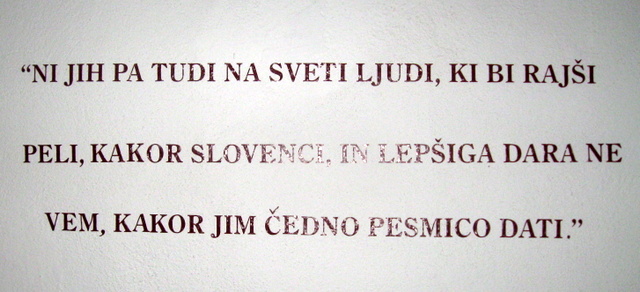 “NI JIH PA TUDI NA SVETI LJUDI, KI BI RAJŠI
PELI, KAKOR SLOVENCI, IN LEPŠIGA DARA NE
VEM, KAKOR JIM ČEDNO PESMICO DATI.”